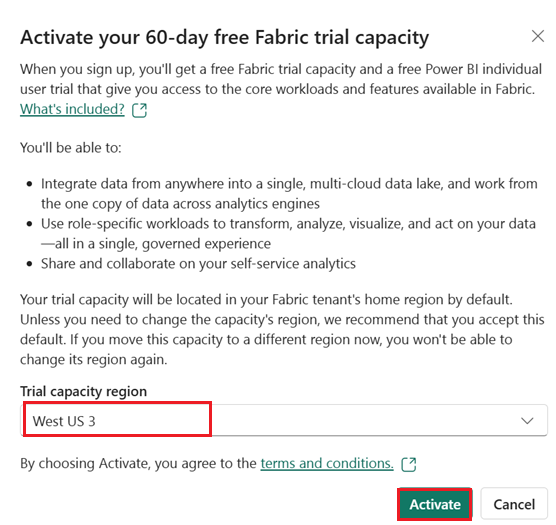 Activate your 60-day free Fabric trial capacity
When you sign up, you'll get a free Fabric trial capacity and a free Power BI individual
user trial that give you access to the core workloads and features available in Fabric.
What's included?
You'll be able to:
• Integrate data from anywhere into a single, multi-cloud data lake, and work from
the one copy of data across analytics engines
• Use role-specific workloads to transform, analyze, visualize, and act on your data
—all in a single, governed experience
• Share and collaborate on your self-service analytics
Your trial capacity will be located in your Fabric tenant's home region by default.
Unless you need to change the capacity's region, we recommend that you accept this
default. If you move this capacity to a different region now, you won't be able to
change its region again.
Trial capacity region
West US 3
By choosing Activate, you agree to the terms and conditions.
Activate Cancel